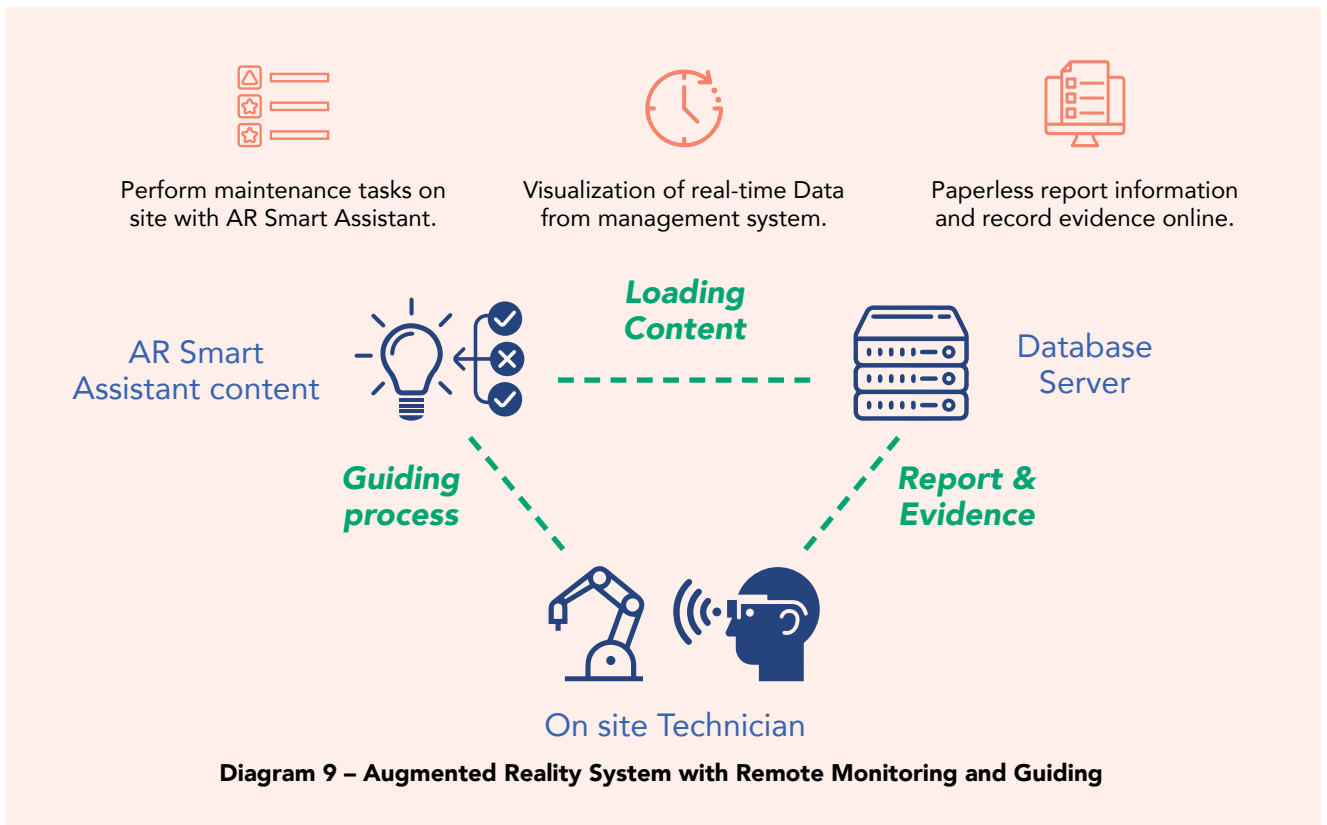 Perform maintenance tasks on
site with AR Smart Assistant.
Visualization of real-time Data
from management system.
Paperless report information
and record evidence online.
Loading
Content
AR Smart
Assistant content
Database
Server
Guiding
process
Report &
Evidence
On site Technician
Diagram 9 – Augmented Reality System with Remote Monitoring and Guiding